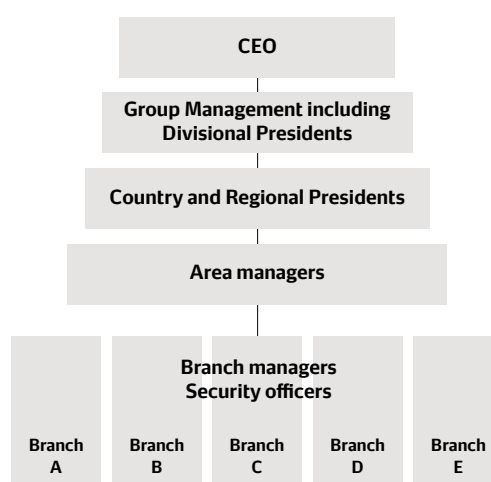 CEO
Group Management including
Divisional Presidents
Country and Regional Presidents
Area managers
Branch managers
Security officers
Branch
A
Branch
B
Branch
C
Branch
D
Branch
E